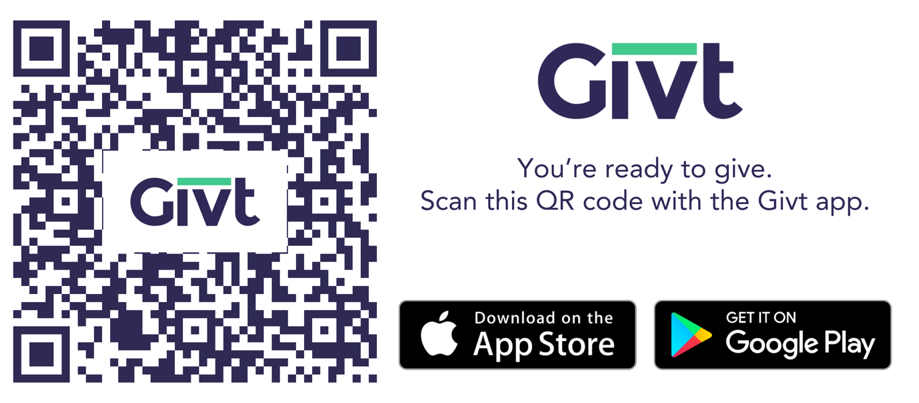 Givt
Givt
You’re ready to give.
Scan this QR code with the Givt app.
Download on the
App Store
GET IT ON
Google Play